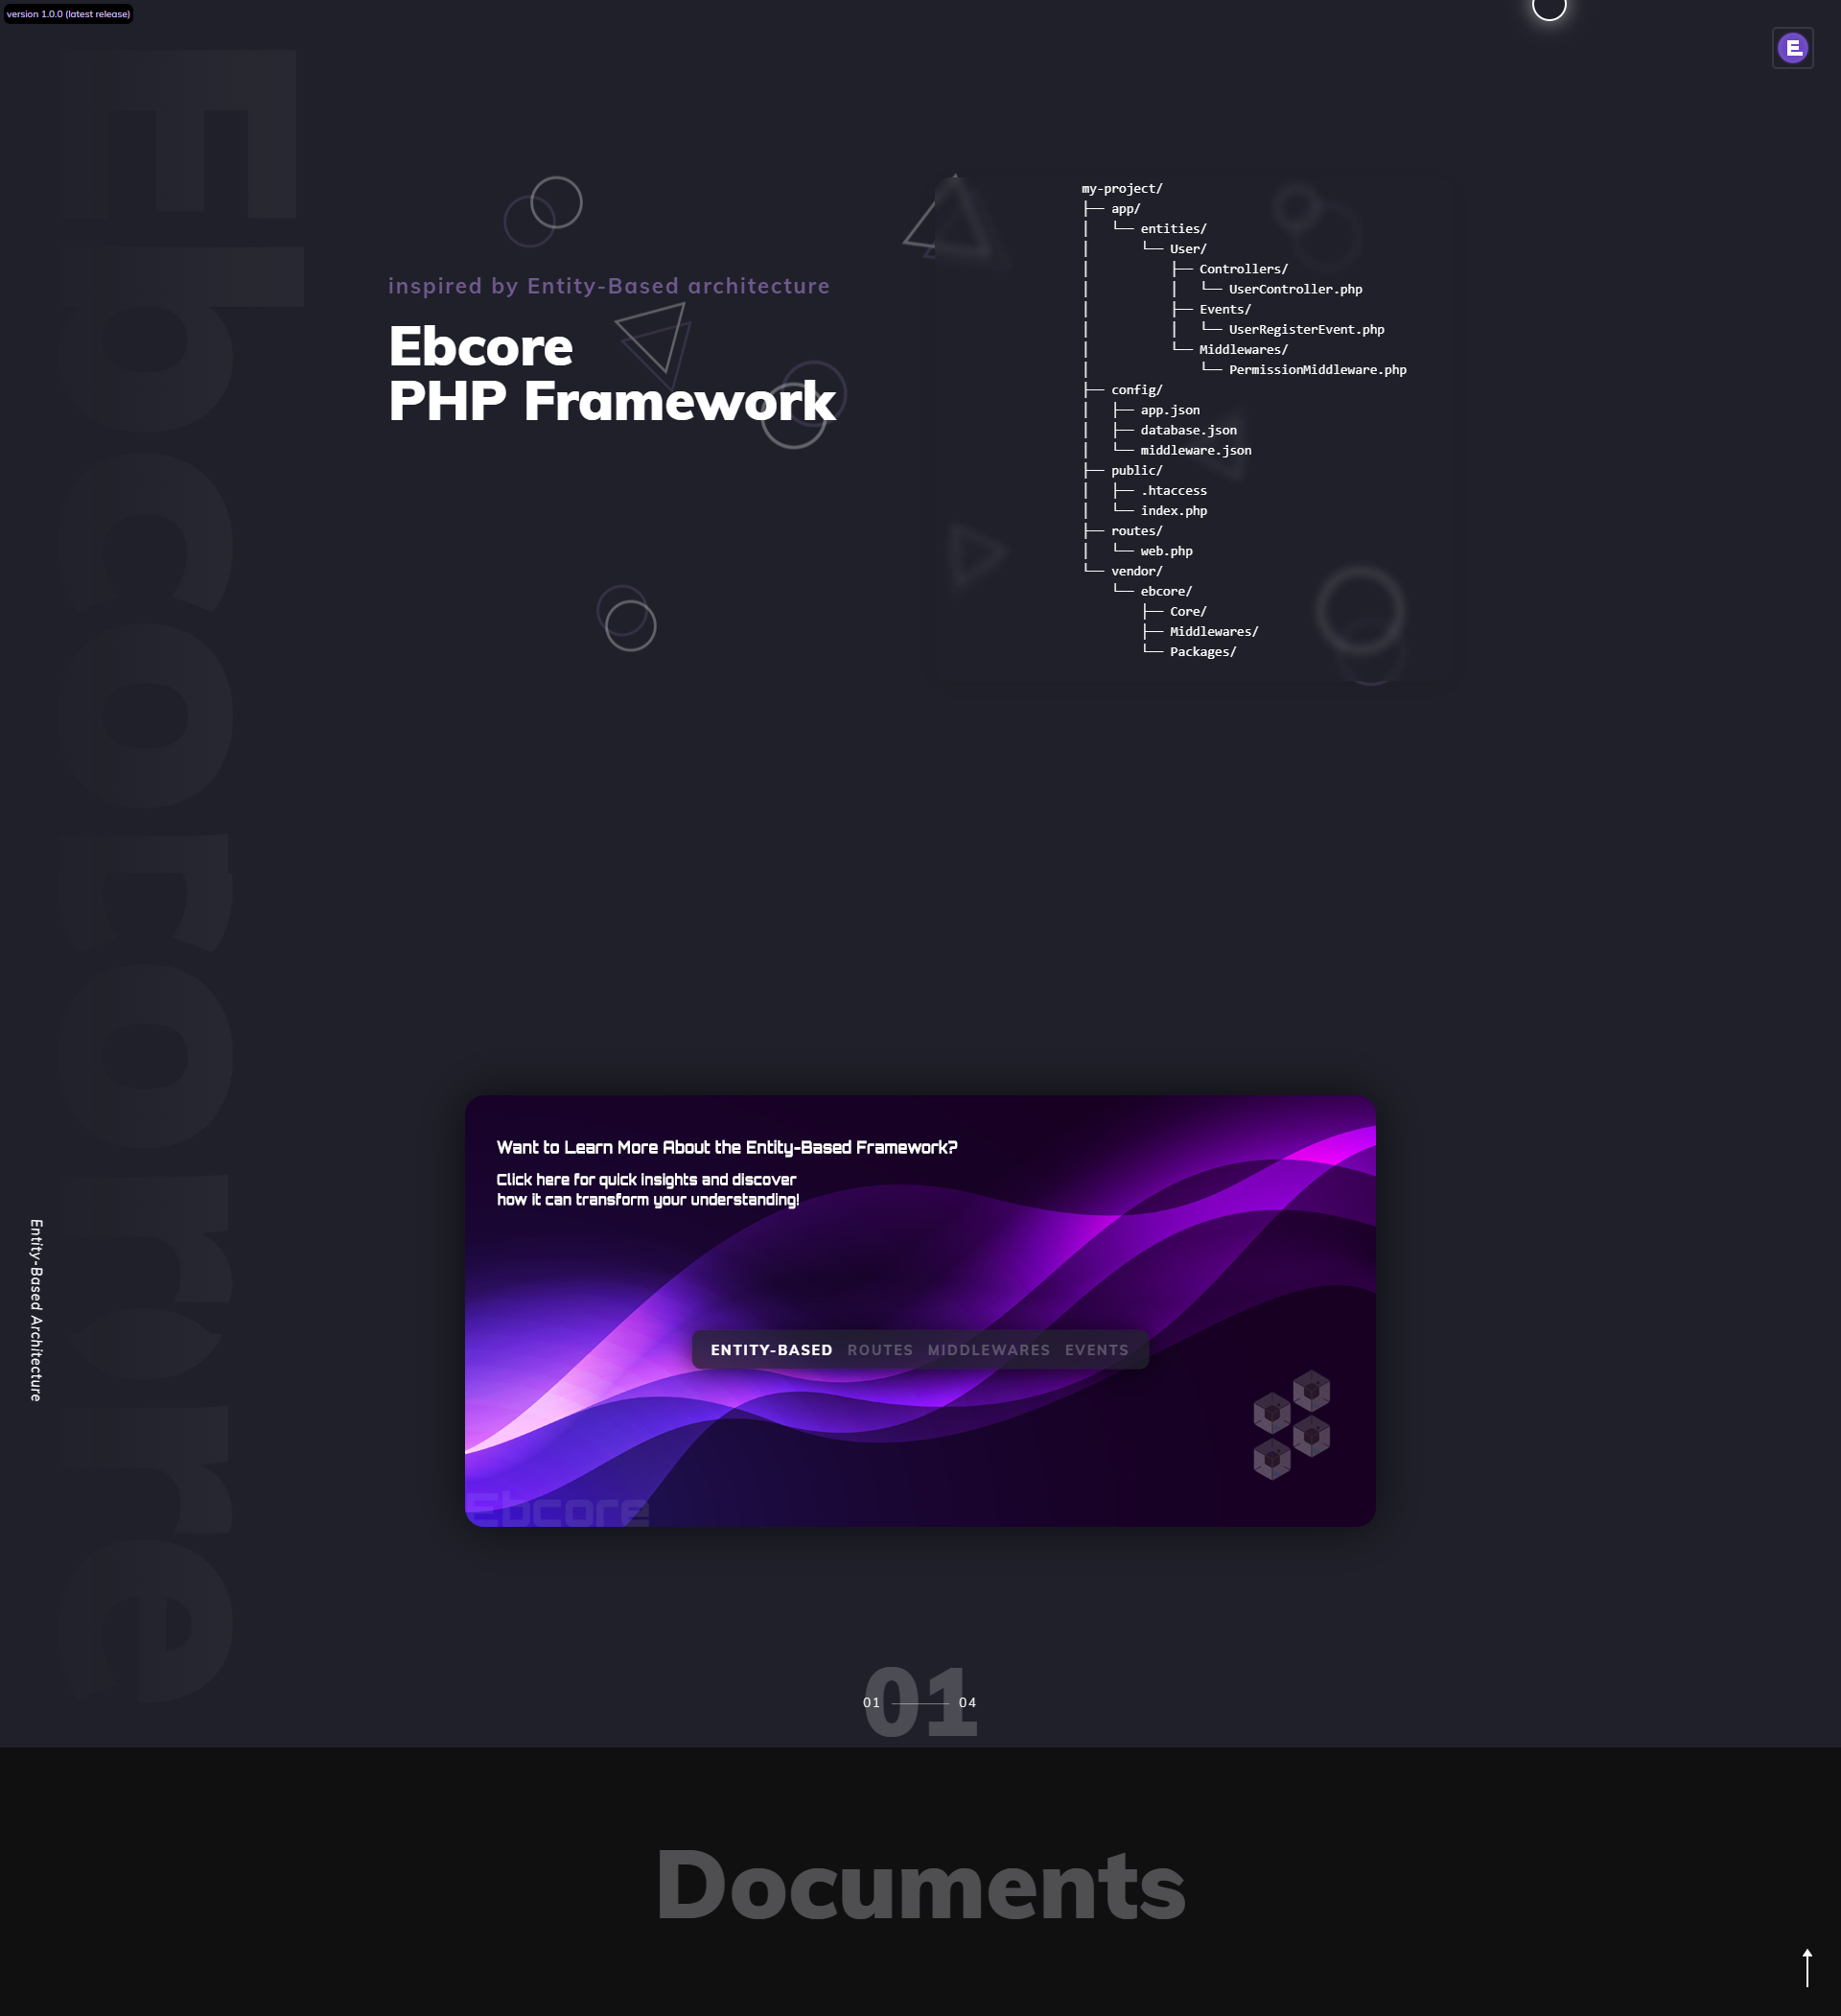 version 1.0.0 (latest release)
E
Ebcore
inspired by Entity-Based architecture
Ebcore
PHP Framework
my-project/
├── app/
│   └── entities/
│       └── User/
│           ├── Controllers/
│           │   └── UserController.php
│           ├── Events/
│           │   └── UserRegisterEvent.php
│           └── Middlewares/
│               └── PermissionMiddleware.php
├── config/
│   ├── app.json
│   ├── database.json
│   └── middleware.json
├── public/
│   ├── .htaccess
│   └── index.php
├── routes/
│   └── web.php
└── vendor/
    └── ebcore/
        ├── Core/
        ├── Middlewares/
        └── Packages/
Want to Learn More About the Entity-Based Framework?
Click here for quick insights and discover
how it can transform your understanding!
ENTITY-BASED ROUTES MIDDLEWARES EVENTS
Ebcore
Entity-Based Architecture
01
01 04
Documents